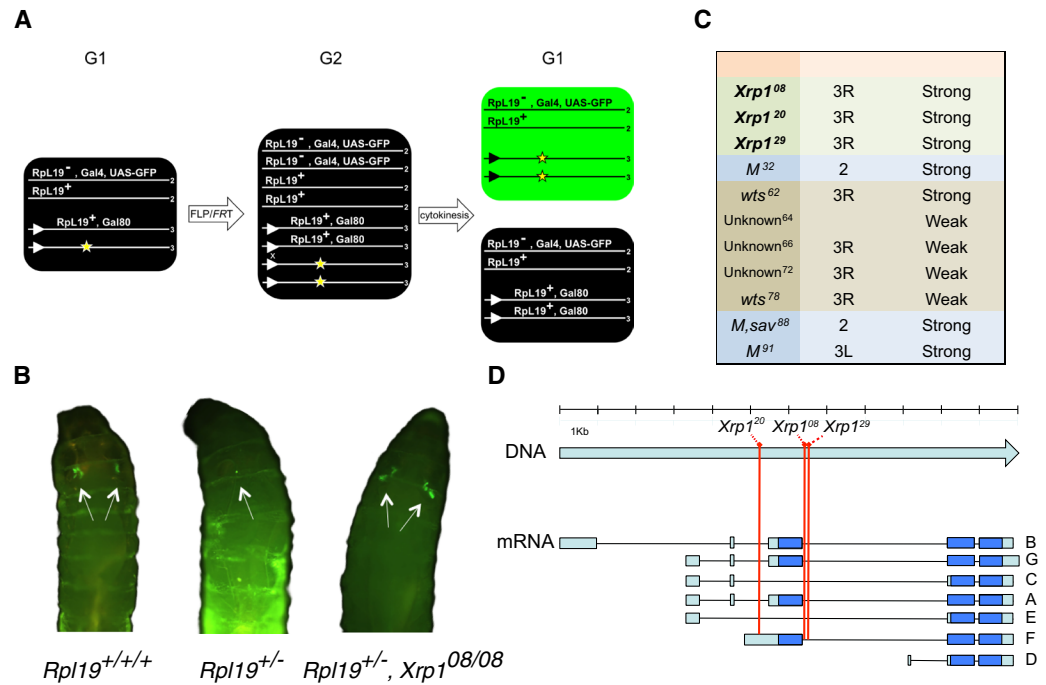 A
G1
G2
G1
RpL19⁻, Gal4, UAS-GFP
2
RpL19⁺
2
RpL19⁺, Gal80
3
3
FLP/FRT
RpL19⁻, Gal4, UAS-GFP
2
RpL19⁻, Gal4, UAS-GFP
2
RpL19⁺
2
RpL19⁺
2
RpL19⁺, Gal80
3
RpL19⁺, Gal80
3
X
3
3
cytokinesis
RpL19⁻, Gal4, UAS-GFP
2
RpL19⁺
2
3
3
RpL19⁻, Gal4, UAS-GFP
2
RpL19⁺
2
RpL19⁺, Gal80
3
RpL19⁺, Gal80
3
B
Rpl19⁺/⁺/⁺
Rpl19⁺/⁻
Rpl19⁺/⁻, Xrp1⁰⁸/⁰⁸
C
Xrp1⁰⁸ 3R Strong
Xrp1²⁰ 3R Strong
Xrp1²⁹ 3R Strong
M³² 2 Strong
wts⁶² 3R Strong
Unknown⁶⁴ Weak
Unknown⁶⁶ 3R Weak
Unknown⁷² 3R Weak
wts⁷⁸ 3R Weak
M,sav⁸⁸ 2 Strong
M⁹¹ 3L Strong
D
1Kb
Xrp1²⁰ Xrp1⁰⁸ Xrp1²⁹
DNA
mRNA
B
G
C
A
E
F
D